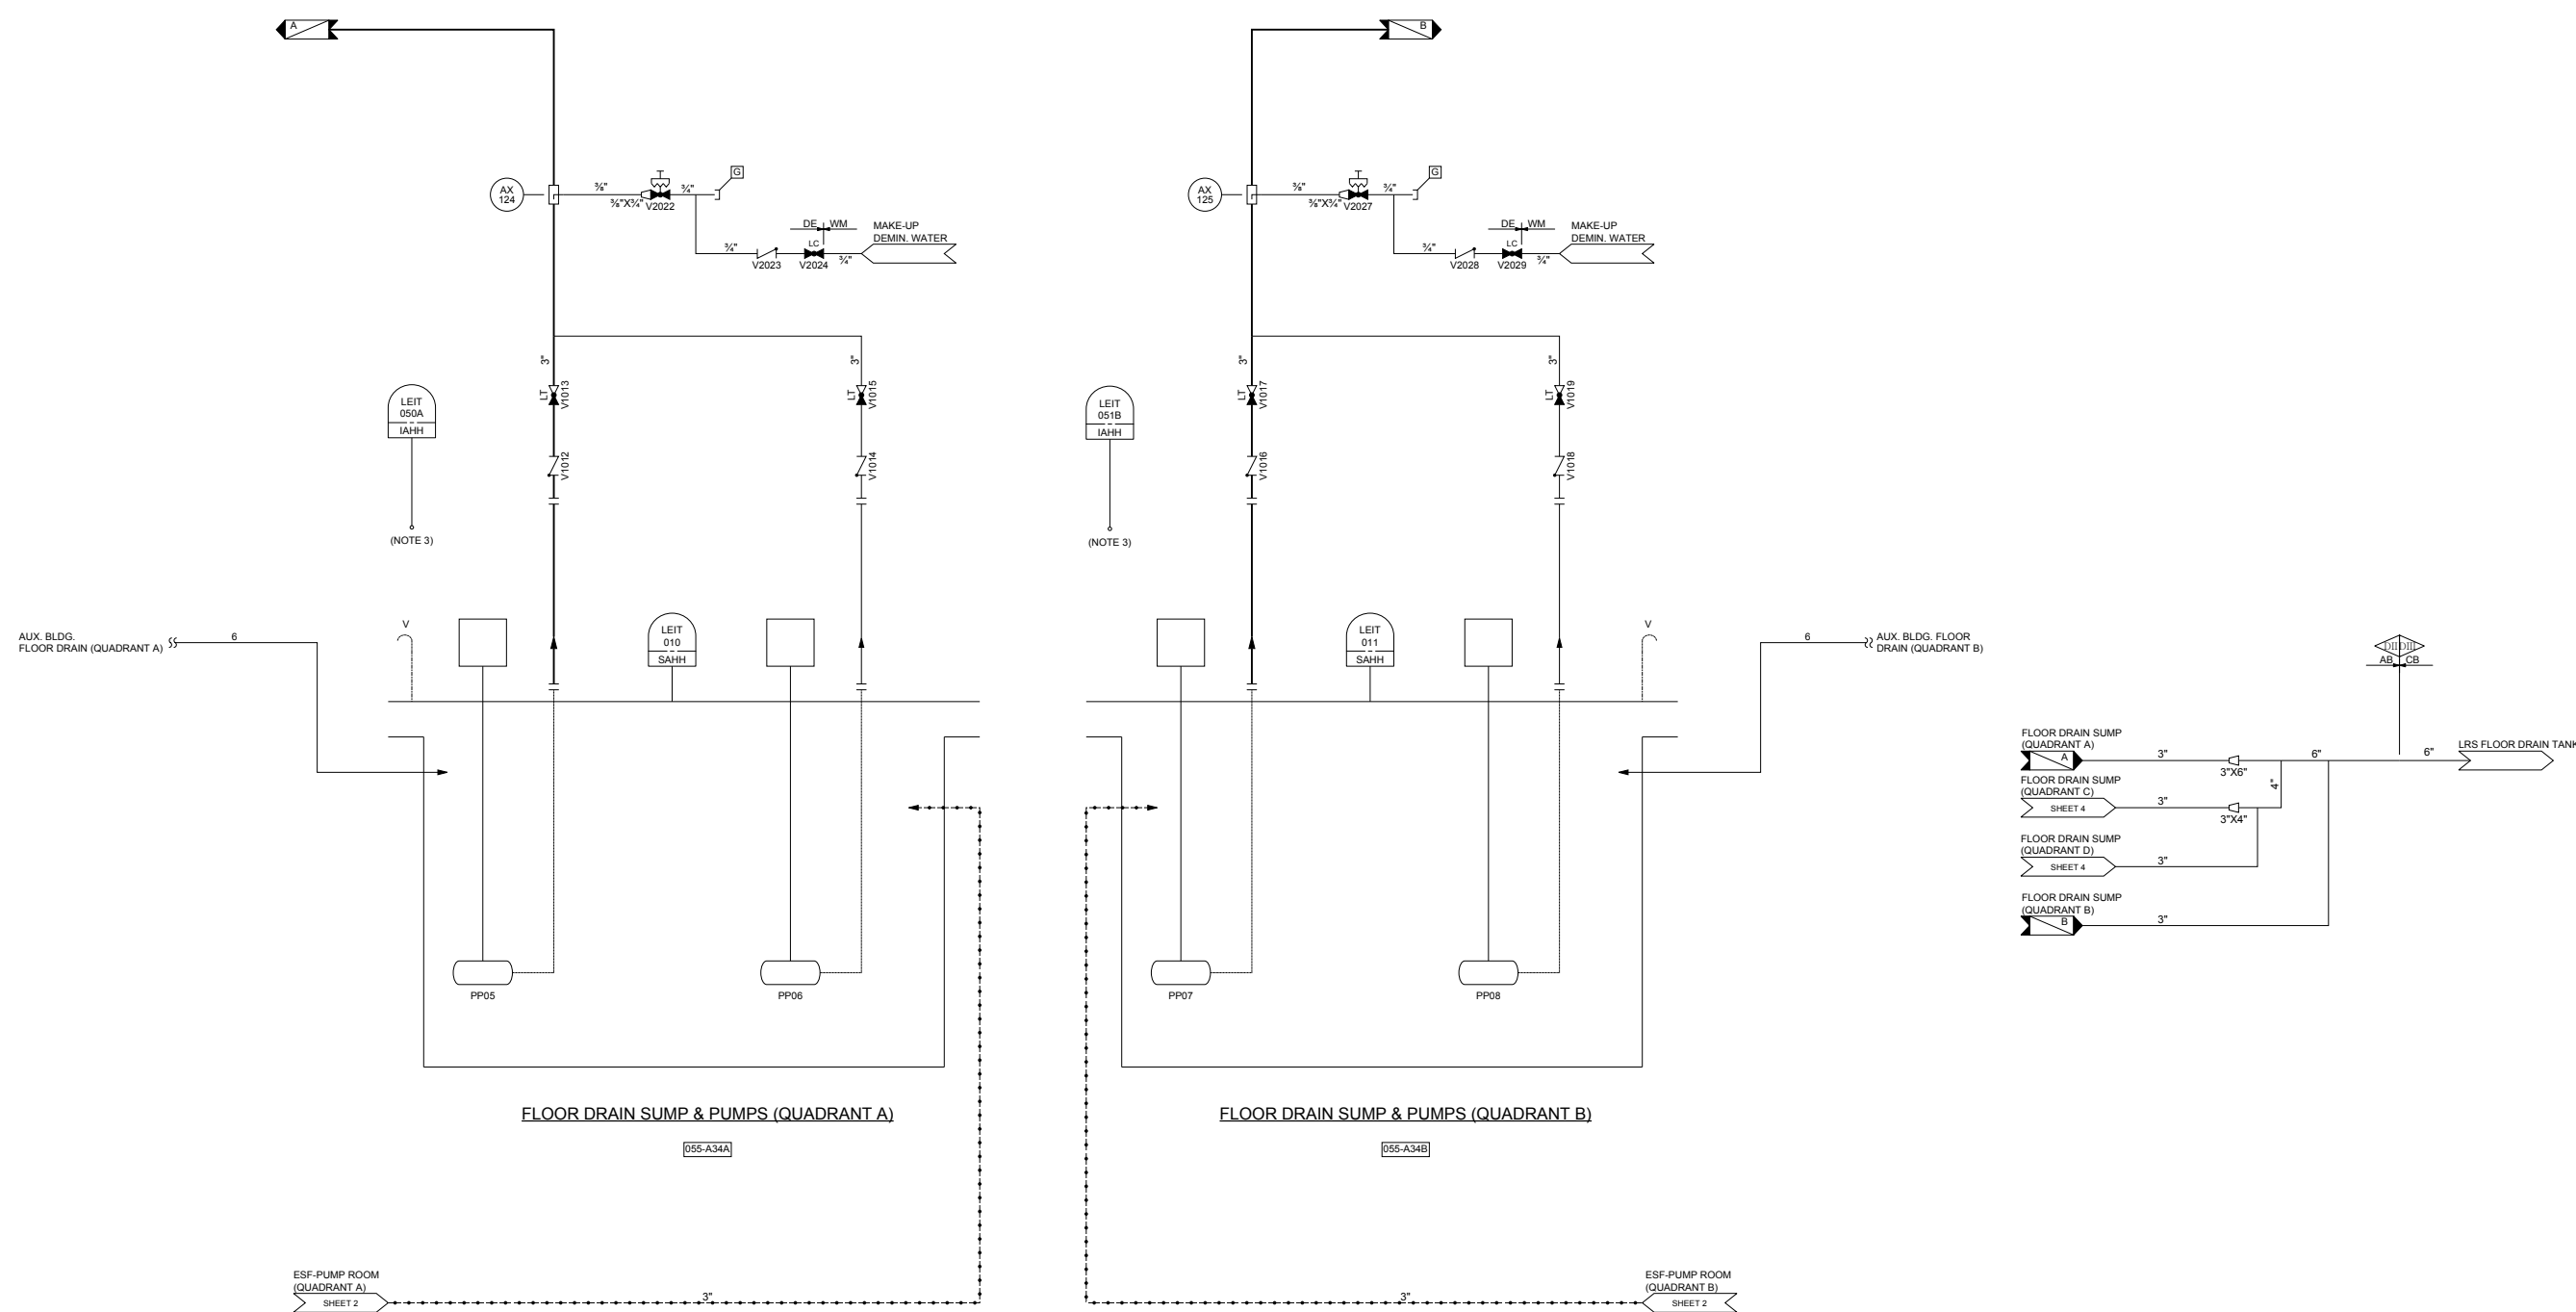 A
B
AX
124
⅜"
⅜"X¾"
V2022
¾"
G
DE
WM
MAKE-UP
DEMIN. WATER
¾"
V2023
LC
V2024
¾"
AX
125
⅜"
⅜"X¾"
V2027
¾"
G
DE
WM
MAKE-UP
DEMIN. WATER
¾"
V2028
LC
V2029
¾"
3"
LT
V1013
3"
LT
V1015
3"
LT
V1017
3"
LT
V1019
LEIT
050A
IAHH
(NOTE 3)
V1012
V1014
LEIT
051B
IAHH
(NOTE 3)
V1016
V1018
AUX. BLDG.
FLOOR DRAIN (QUADRANT A)
6
V
LEIT
010
SAHH
LEIT
011
SAHH
V
6
AUX. BLDG. FLOOR
DRAIN (QUADRANT B)
DII
DIII
AB
CB
FLOOR DRAIN SUMP
(QUADRANT A)
A
3"
3"X6"
6"
6"
LRS FLOOR DRAIN TANK
FLOOR DRAIN SUMP
(QUADRANT C)
SHEET 4
3"
3"X4"
4"
FLOOR DRAIN SUMP
(QUADRANT D)
SHEET 4
3"
FLOOR DRAIN SUMP
(QUADRANT B)
B
3"
PP05
PP06
PP07
PP08
FLOOR DRAIN SUMP & PUMPS (QUADRANT A)
055-A34A
FLOOR DRAIN SUMP & PUMPS (QUADRANT B)
055-A34B
ESF-PUMP ROOM
(QUADRANT A)
SHEET 2
3"
3"
ESF-PUMP ROOM
(QUADRANT B)
SHEET 2